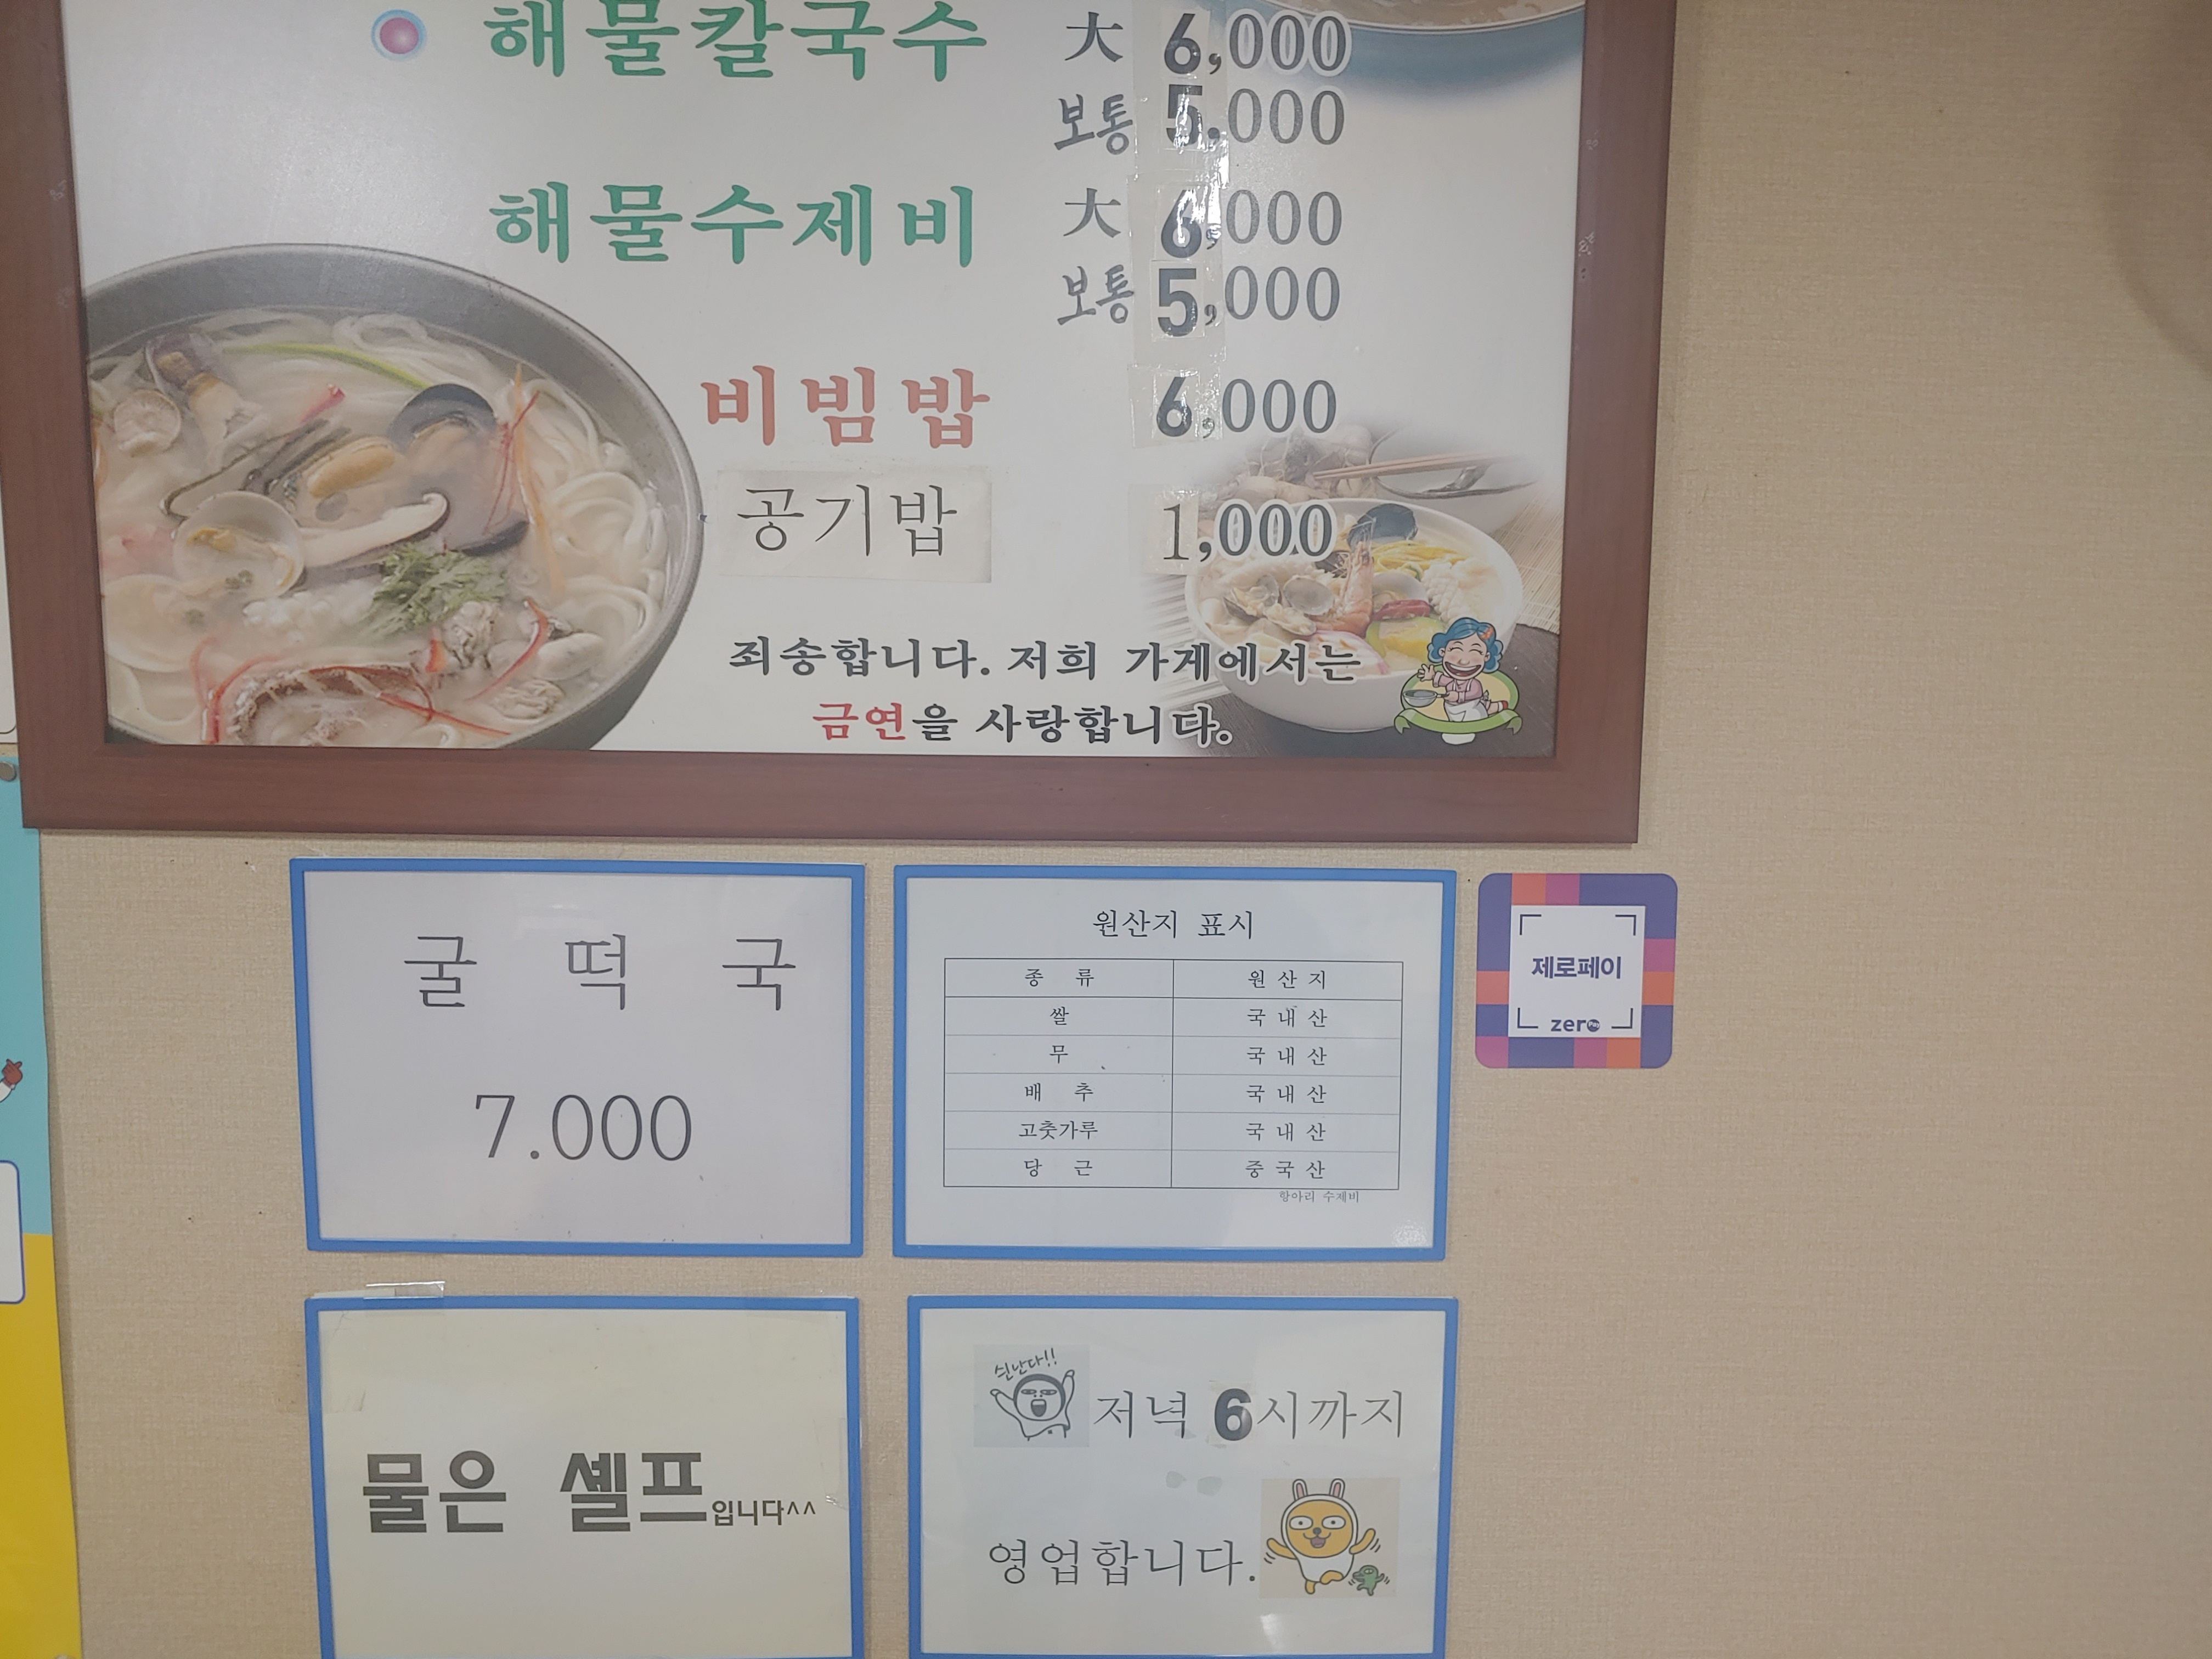 해물칼국수 大 6,000
보통 5,000
해물수제비 大 6,000
보통 5,000
비빔밥 6,000
공기밥 1,000
죄송합니다. 저희 가게에서는
금연을 사랑합니다.
굴 떡 국
7.000
원산지 표시
종 류 원 산 지
쌀 국 내 산
무 국 내 산
배 추 국 내 산
고춧가루 국 내 산
당 근 중 국 산
항아리 수제비
제로페이
zero Pay
물은 셀프입니다^^
신난다!!
저녁 6시까지
영업합니다.